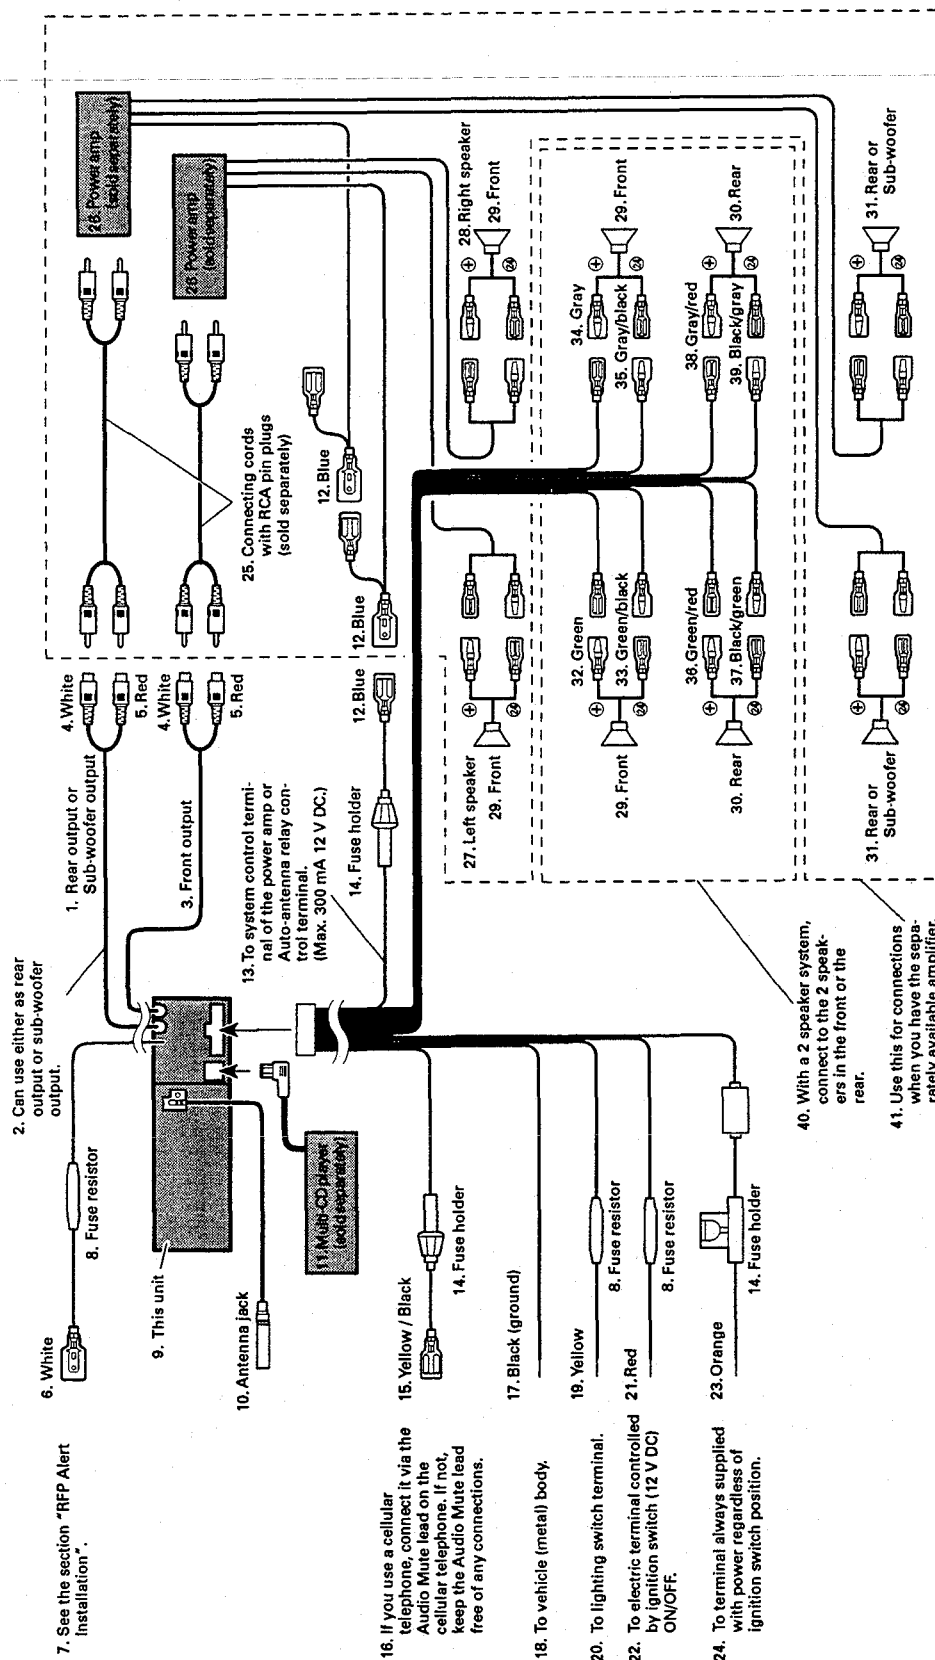 1. Rear output or
Sub-woofer output
2. Can use either as rear
output or sub-woofer
output.
3. Front output
4. White
5. Red
4. White
5. Red
6. White
7. See the section "RFP Alert
Installation".
8. Fuse resistor
9. This unit
10. Antenna jack
11. Multi-CD player
(sold separately)
12. Blue
12. Blue
12. Blue
13. To system control termi-
nal of the power amp or
Auto-antenna relay con-
trol terminal.
(Max. 300 mA 12 V DC.)
14. Fuse holder
15. Yellow / Black
14. Fuse holder
16. If you use a cellular
telephone, connect it via the
Audio Mute lead on the
cellular telephone. If not,
keep the Audio Mute lead
free of any connections.
17. Black (ground)
18. To vehicle (metal) body.
19. Yellow
8. Fuse resistor
20. To lighting switch terminal.
21. Red
8. Fuse resistor
22. To electric terminal controlled
by ignition switch (12 V DC)
ON/OFF.
23. Orange
14. Fuse holder
24. To terminal always supplied
with power regardless of
ignition switch position.
25. Connecting cords
with RCA pin plugs
(sold separately)
26. Power amp
(sold separately)
26. Power amp
(sold separately)
27. Left speaker
29. Front
⊕
24
28. Right speaker
29. Front
⊕
24
32. Green
33. Green/black
29. Front
⊕
24
34. Gray
35. Gray/black
29. Front
⊕
24
36. Green/red
37. Black/green
30. Rear
⊕
24
38. Gray/red
39. Black/gray
30. Rear
⊕
24
31. Rear or
Sub-woofer
⊕
24
31. Rear or
Sub-woofer
⊕
24
40. With a 2 speaker system,
connect to the 2 speak-
ers in the front or the
rear.
41. Use this for connections
when you have the sepa-
rately available amplifier.